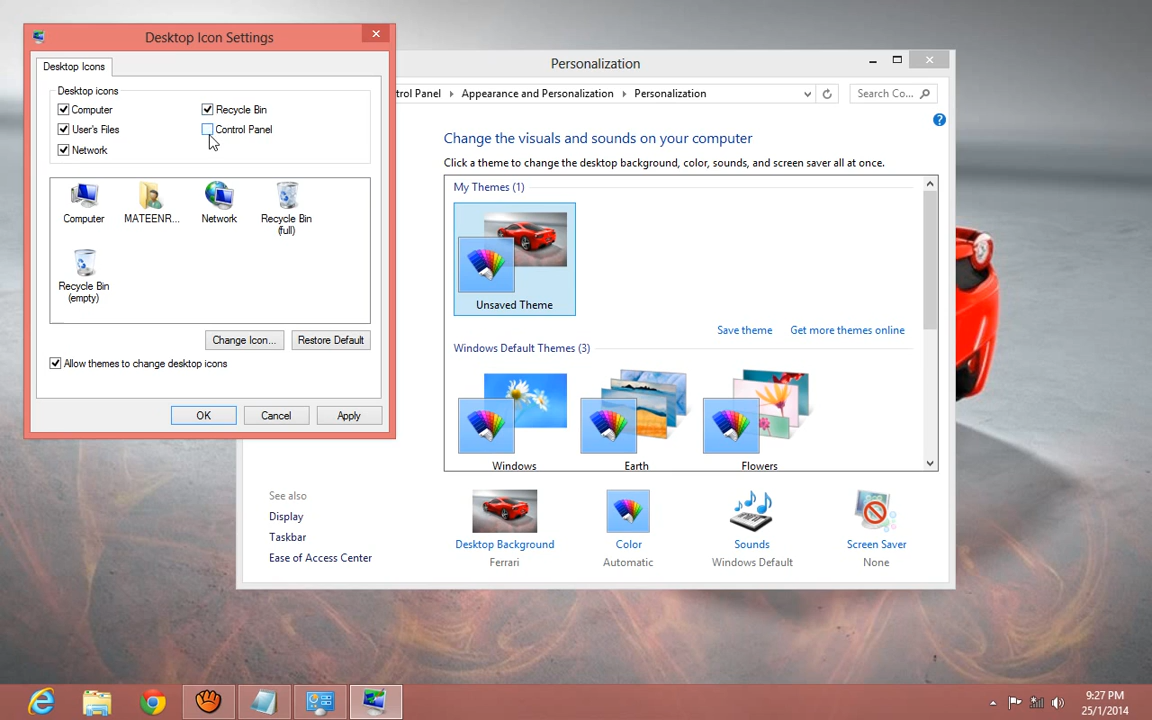 Desktop Icon Settings
Desktop Icons
Desktop icons
Computer
Recycle Bin
User's Files
Control Panel
Network
Computer
MATEENR...
Network
Recycle Bin
(full)
Recycle Bin
(empty)
Change Icon...
Restore Default
Allow themes to change desktop icons
OK
Cancel
Apply
Personalization
trol Panel
Appearance and Personalization
Personalization
Search Co...
Change the visuals and sounds on your computer
Click a theme to change the desktop background, color, sounds, and screen saver all at once.
My Themes (1)
Unsaved Theme
Save theme
Get more themes online
Windows Default Themes (3)
Windows
Earth
Flowers
See also
Display
Taskbar
Ease of Access Center
Desktop Background
Ferrari
Color
Automatic
Sounds
Windows Default
Screen Saver
None
9:27 PM
25/1/2014